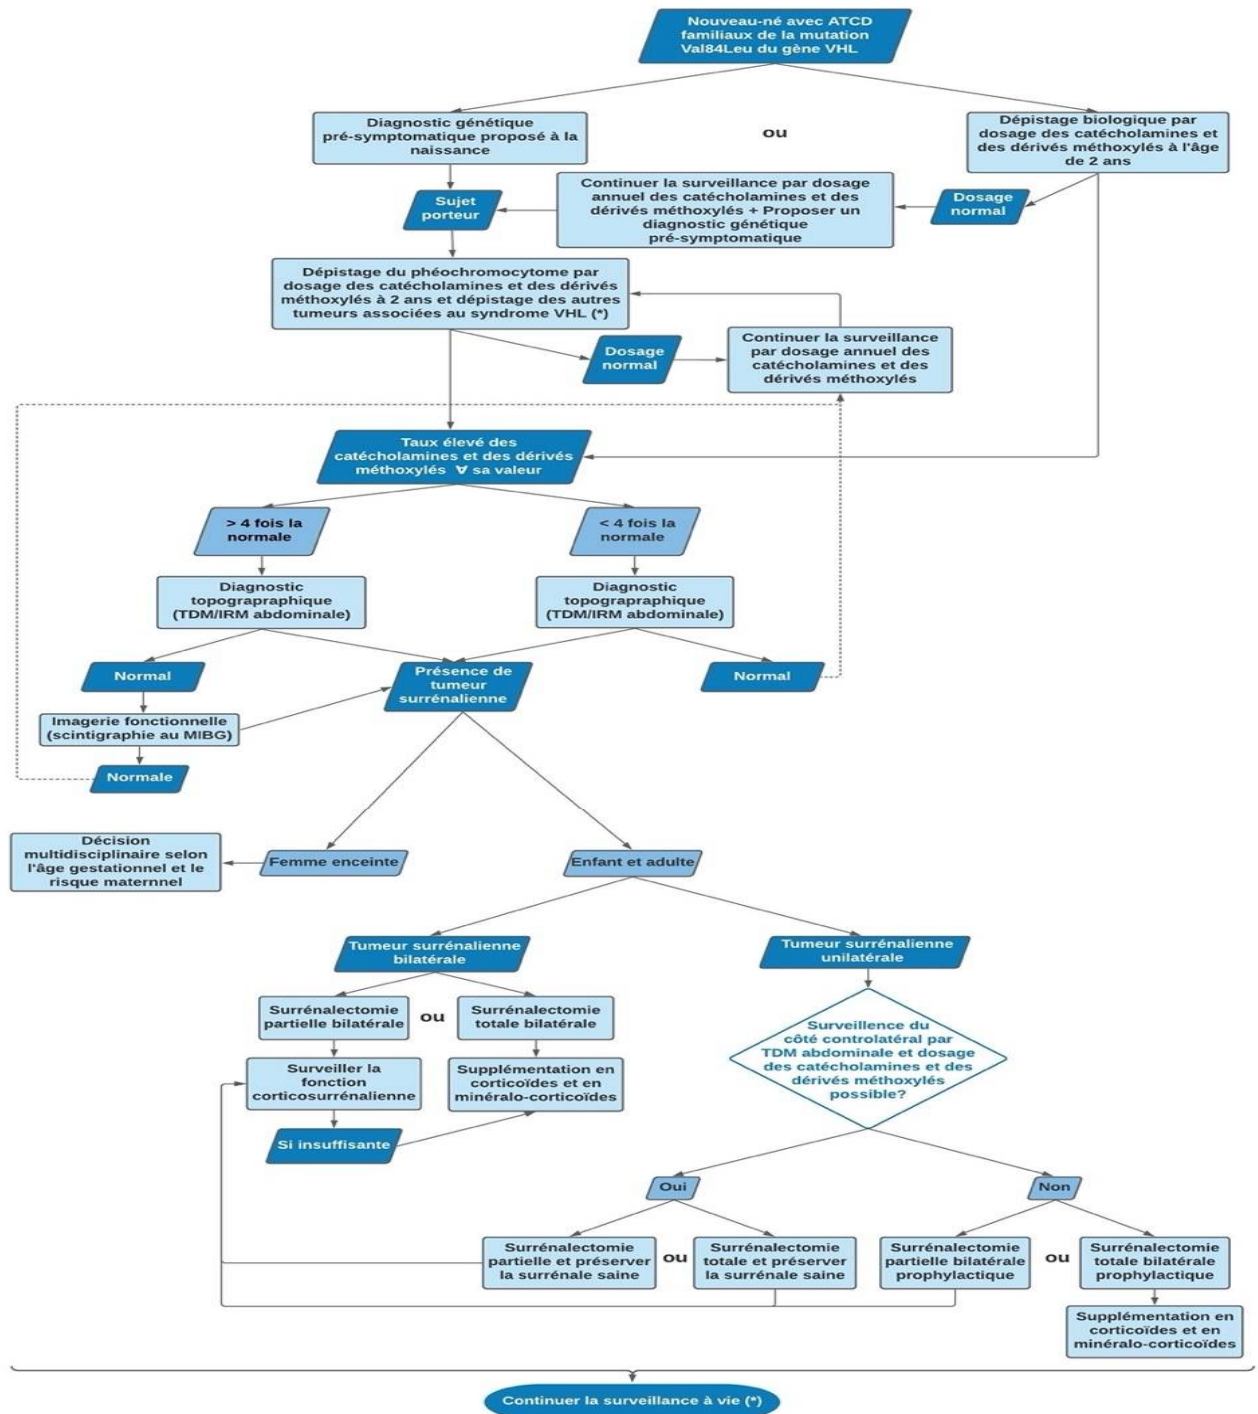 Nouveau-né avec ATCD
familiaux de la mutation
Val84Leu du gène VHL
Diagnostic génétique
pré-symptomatique proposé à la
naissance
ou
Dépistage biologique par
dosage des catécholamines et
des dérivés méthoxylés à l'âge
de 2 ans
Sujet
porteur
Continuer la surveillance par dosage
annuel des catécholamines et des
dérivés méthoxylés + Proposer un
diagnostic génétique
pré-symptomatique
Dosage
normal
Dépistage du phéochromocytome par
dosage des catécholamines et des dérivés
méthoxylés à 2 ans et dépistage des autres
tumeurs associées au syndrome VHL (*)
Dosage
normal
Continuer la surveillance
par dosage annuel des
catécholamines et des
dérivés méthoxylés
Taux élevé des
catécholamines et des dérivés
méthoxylés ∀ sa valeur
> 4 fois la
normale
< 4 fois la
normale
Diagnostic
topograpraphique
(TDM/IRM abdominale)
Diagnostic
topograpraphique
(TDM/IRM abdominale)
Normal
Présence de
tumeur
surrénalienne
Normal
Imagerie fonctionnelle
(scintigraphie au MIBG)
Normale
Décision
multidisciplinaire selon
l'âge gestationnel et le
risque maternnel
Femme enceinte
Enfant et adulte
Tumeur surrénalienne
bilatérale
Tumeur surrénalienne
unilatérale
Surrénalectomie
partielle bilatérale
ou
Surrénalectomie
totale bilatérale
Surveiller la
fonction
corticosurrénalienne
Supplémentation en
corticoïdes et en
minéralo-corticoïdes
Si insuffisante
Surveillence du
côté controlatéral par
TDM abdominale et dosage
des catécholamines et des
dérivés méthoxylés
possible?
Oui
Non
Surrénalectomie
partielle et préserver
la surrénale saine
ou
Surrénalectomie
totale et préserver
la surrénale saine
Surrénalectomie
partielle bilatérale
prophylactique
ou
Surrénalectomie
totale bilatérale
prophylactique
Supplémentation en
corticoïdes et en
minéralo-corticoïdes
Continuer la surveillance à vie (*)